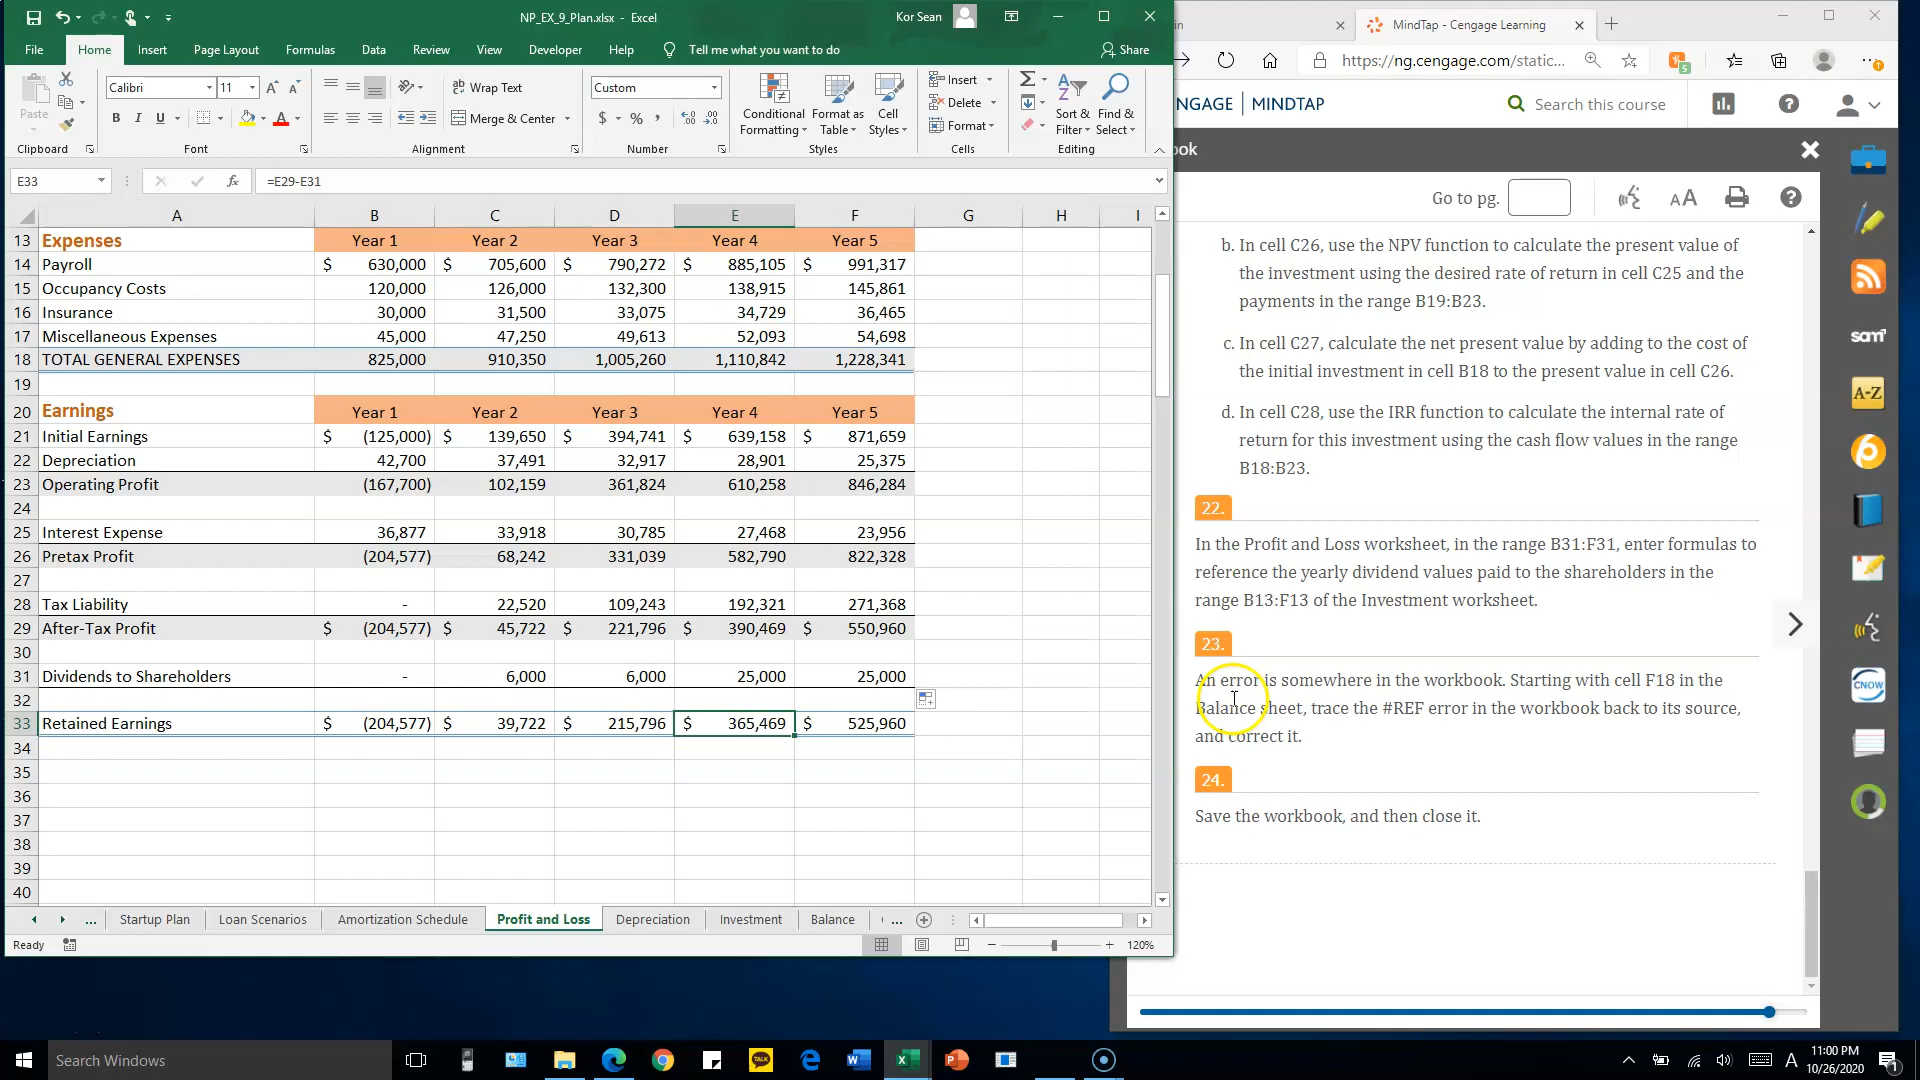 NP_EX_9_Plan.xlsx - Excel
Kor Sean
File Home Insert Page Layout Formulas Data Review View Developer Help Tell me what you want to do Share
Paste
Calibri 11
Wrap Text
Merge & Center
Custom
Conditional Formatting
Format as Table
Cell Styles
Insert
Delete
Format
Sort & Filter
Find & Select
Clipboard Font Alignment Number Styles Cells Editing
E33 =E29-E31
A B C D E F G H I
13 Expenses Year 1 Year 2 Year 3 Year 4 Year 5
14 Payroll $ 630,000 $ 705,600 $ 790,272 $ 885,105 $ 991,317
15 Occupancy Costs 120,000 126,000 132,300 138,915 145,861
16 Insurance 30,000 31,500 33,075 34,729 36,465
17 Miscellaneous Expenses 45,000 47,250 49,613 52,093 54,698
18 TOTAL GENERAL EXPENSES 825,000 910,350 1,005,260 1,110,842 1,228,341
19
20 Earnings Year 1 Year 2 Year 3 Year 4 Year 5
21 Initial Earnings $ (125,000) $ 139,650 $ 394,741 $ 639,158 $ 871,659
22 Depreciation 42,700 37,491 32,917 28,901 25,375
23 Operating Profit (167,700) 102,159 361,824 610,258 846,284
24
25 Interest Expense 36,877 33,918 30,785 27,468 23,956
26 Pretax Profit (204,577) 68,242 331,039 582,790 822,328
27
28 Tax Liability - 22,520 109,243 192,321 271,368
29 After-Tax Profit $ (204,577) $ 45,722 $ 221,796 $ 390,469 $ 550,960
30
31 Dividends to Shareholders - 6,000 6,000 25,000 25,000
32
33 Retained Earnings $ (204,577) $ 39,722 $ 215,796 $ 365,469 $ 525,960
34
35
36
37
38
39
40
... Startup Plan Loan Scenarios Amortization Schedule Profit and Loss Depreciation Investment Balance ...
Ready 120%
in MindTap - Cengage Learning
https://ng.cengage.com/static...
5
NGAGE | MINDTAP Search this course
ook
Go to pg. AA
b. In cell C26, use the NPV function to calculate the present value of
the investment using the desired rate of return in cell C25 and the
payments in the range B19:B23.
c. In cell C27, calculate the net present value by adding to the cost of
the initial investment in cell B18 to the present value in cell C26.
d. In cell C28, use the IRR function to calculate the internal rate of
return for this investment using the cash flow values in the range
B18:B23.
22.
In the Profit and Loss worksheet, in the range B31:F31, enter formulas to
reference the yearly dividend values paid to the shareholders in the
range B13:F13 of the Investment worksheet.
23.
An error is somewhere in the workbook. Starting with cell F18 in the
Balance sheet, trace the #REF error in the workbook back to its source,
and correct it.
24.
Save the workbook, and then close it.
sam
A-Z
CNOW
Search Windows
TALK
A
11:00 PM
10/26/2020
1